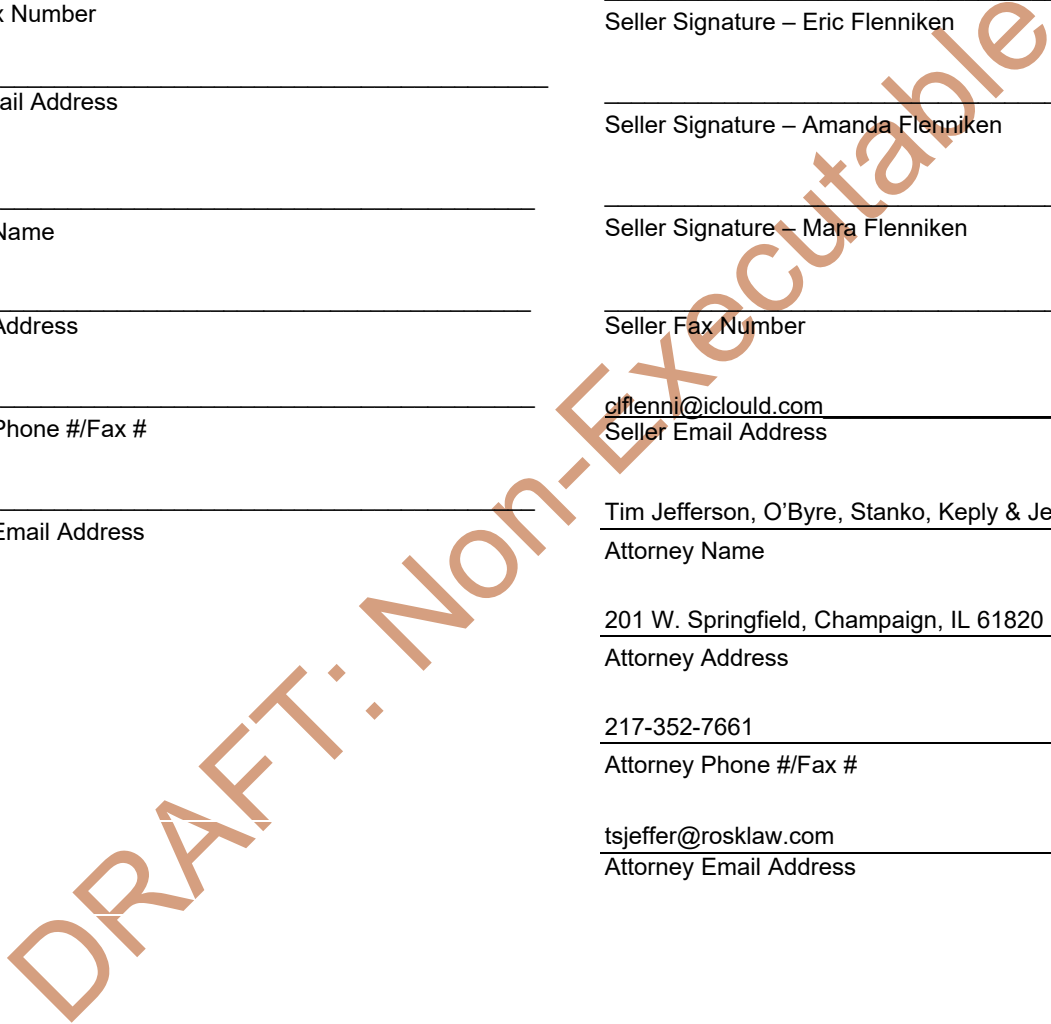 x Number
ail Address
Name
Address
Phone #/Fax #
Email Address
Seller Signature – Eric Flenniken
Seller Signature – Amanda Flenniken
Seller Signature – Mara Flenniken
Seller Fax Number
clflenni@iclould.com
Seller Email Address
Tim Jefferson, O’Byre, Stanko, Keply & Je
Attorney Name
201 W. Springfield, Champaign, IL 61820
Attorney Address
217-352-7661
Attorney Phone #/Fax #
tsjeffer@rosklaw.com
Attorney Email Address
DRAFT: Non-Executable